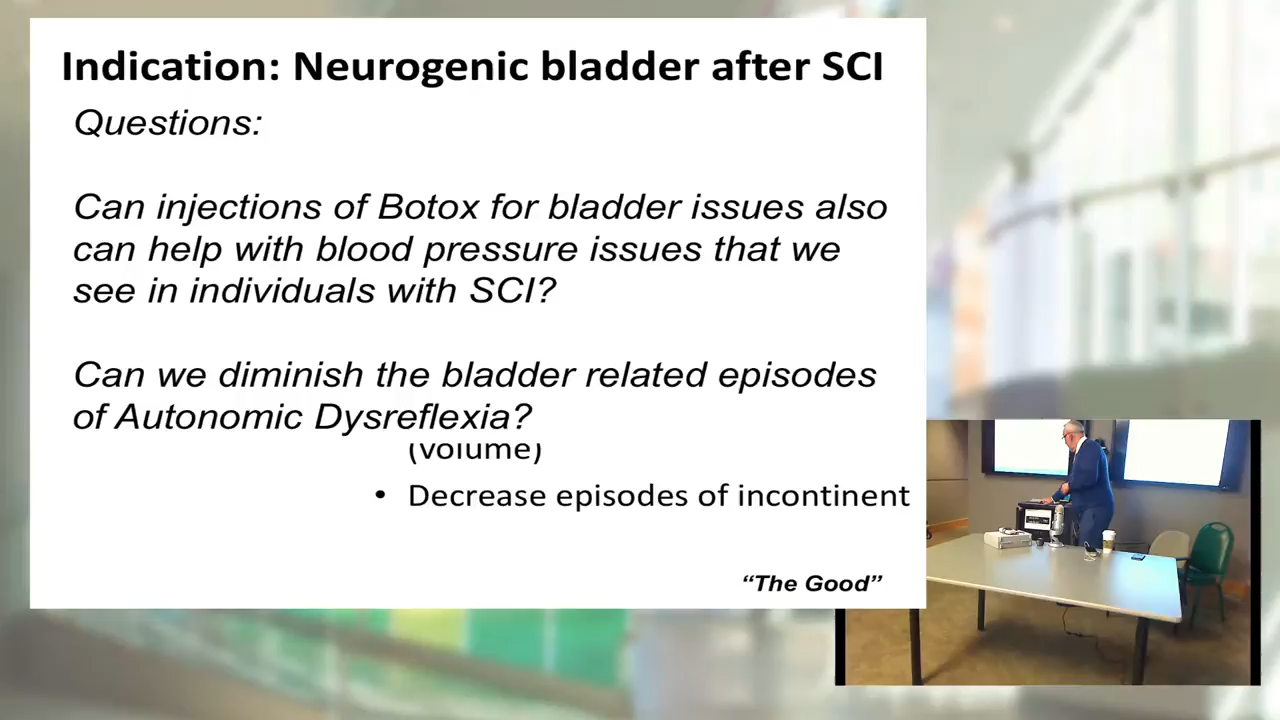 Indication: Neurogenic bladder after SCI
Questions:
Can injections of Botox for bladder issues also
can help with blood pressure issues that we
see in individuals with SCI?
Can we diminish the bladder related episodes
of Autonomic Dysreflexia?
(volume)
• Decrease episodes of incontinent
“The Good”